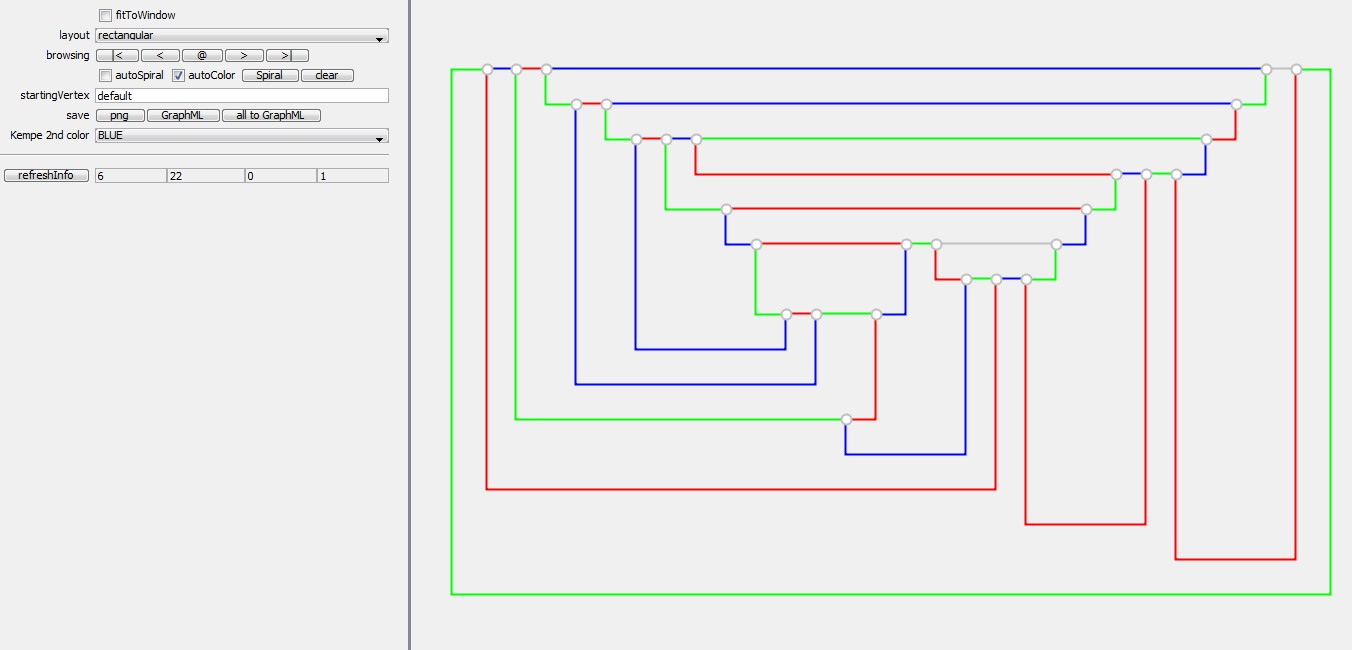 fitToWindow
layout rectangular
browsing |< < @ > >|
autoSpiral autoColor Spiral clear
startingVertex default
save png GraphML all to GraphML
Kempe 2nd color BLUE
refreshInfo 6 22 0 1